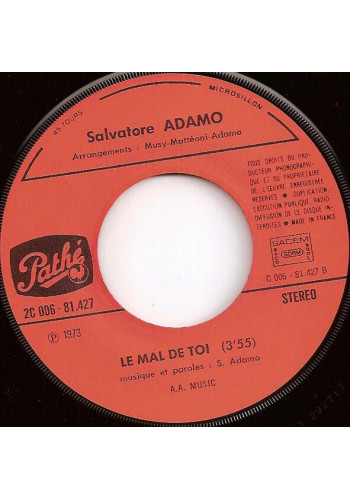 MICROSILLON
45 TOURS
Salvatore ADAMO
Arrangements : Musy-Mattéoni-Adamo
TOUS DROITS DU PRO-
DUCTEUR PHONOGRAPHI-
QUE ET DU PROPRIETAIRE
DE L'ŒUVRE ENREGISTREE
RESERVES • DUPLICATION,
EXECUTION PUBLIQUE, RADIO
DIFFUSION DE CE DISQUE IN-
TERDITES • MADE IN FRANCE
SACEM
SDRM
Pathé
2C 006-81.427
C 006-81.427 B
STEREO
Ⓟ 1973
LE MAL DE TOI (3'55)
musique et paroles : S. Adamo
A.A. MUSIC